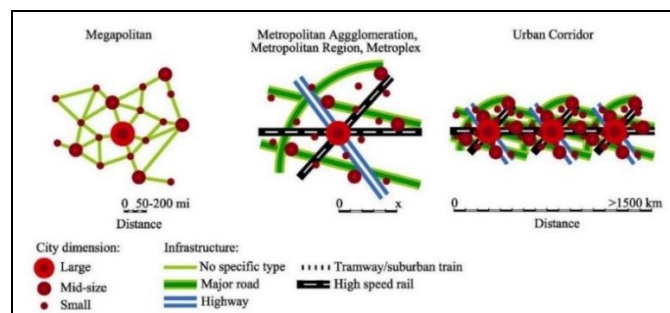 Megapolitan
Metropolitan Aggglomeration,
Metropolitan Region, Metroplex
Urban Corridor
0 50-200 mi
Distance
0 x
0 >1500 km
Distance
City dimension:
Large
Mid-size
Small
Infrastructure:
No specific type
Major road
Highway
Tramway/suburban train
High speed rail